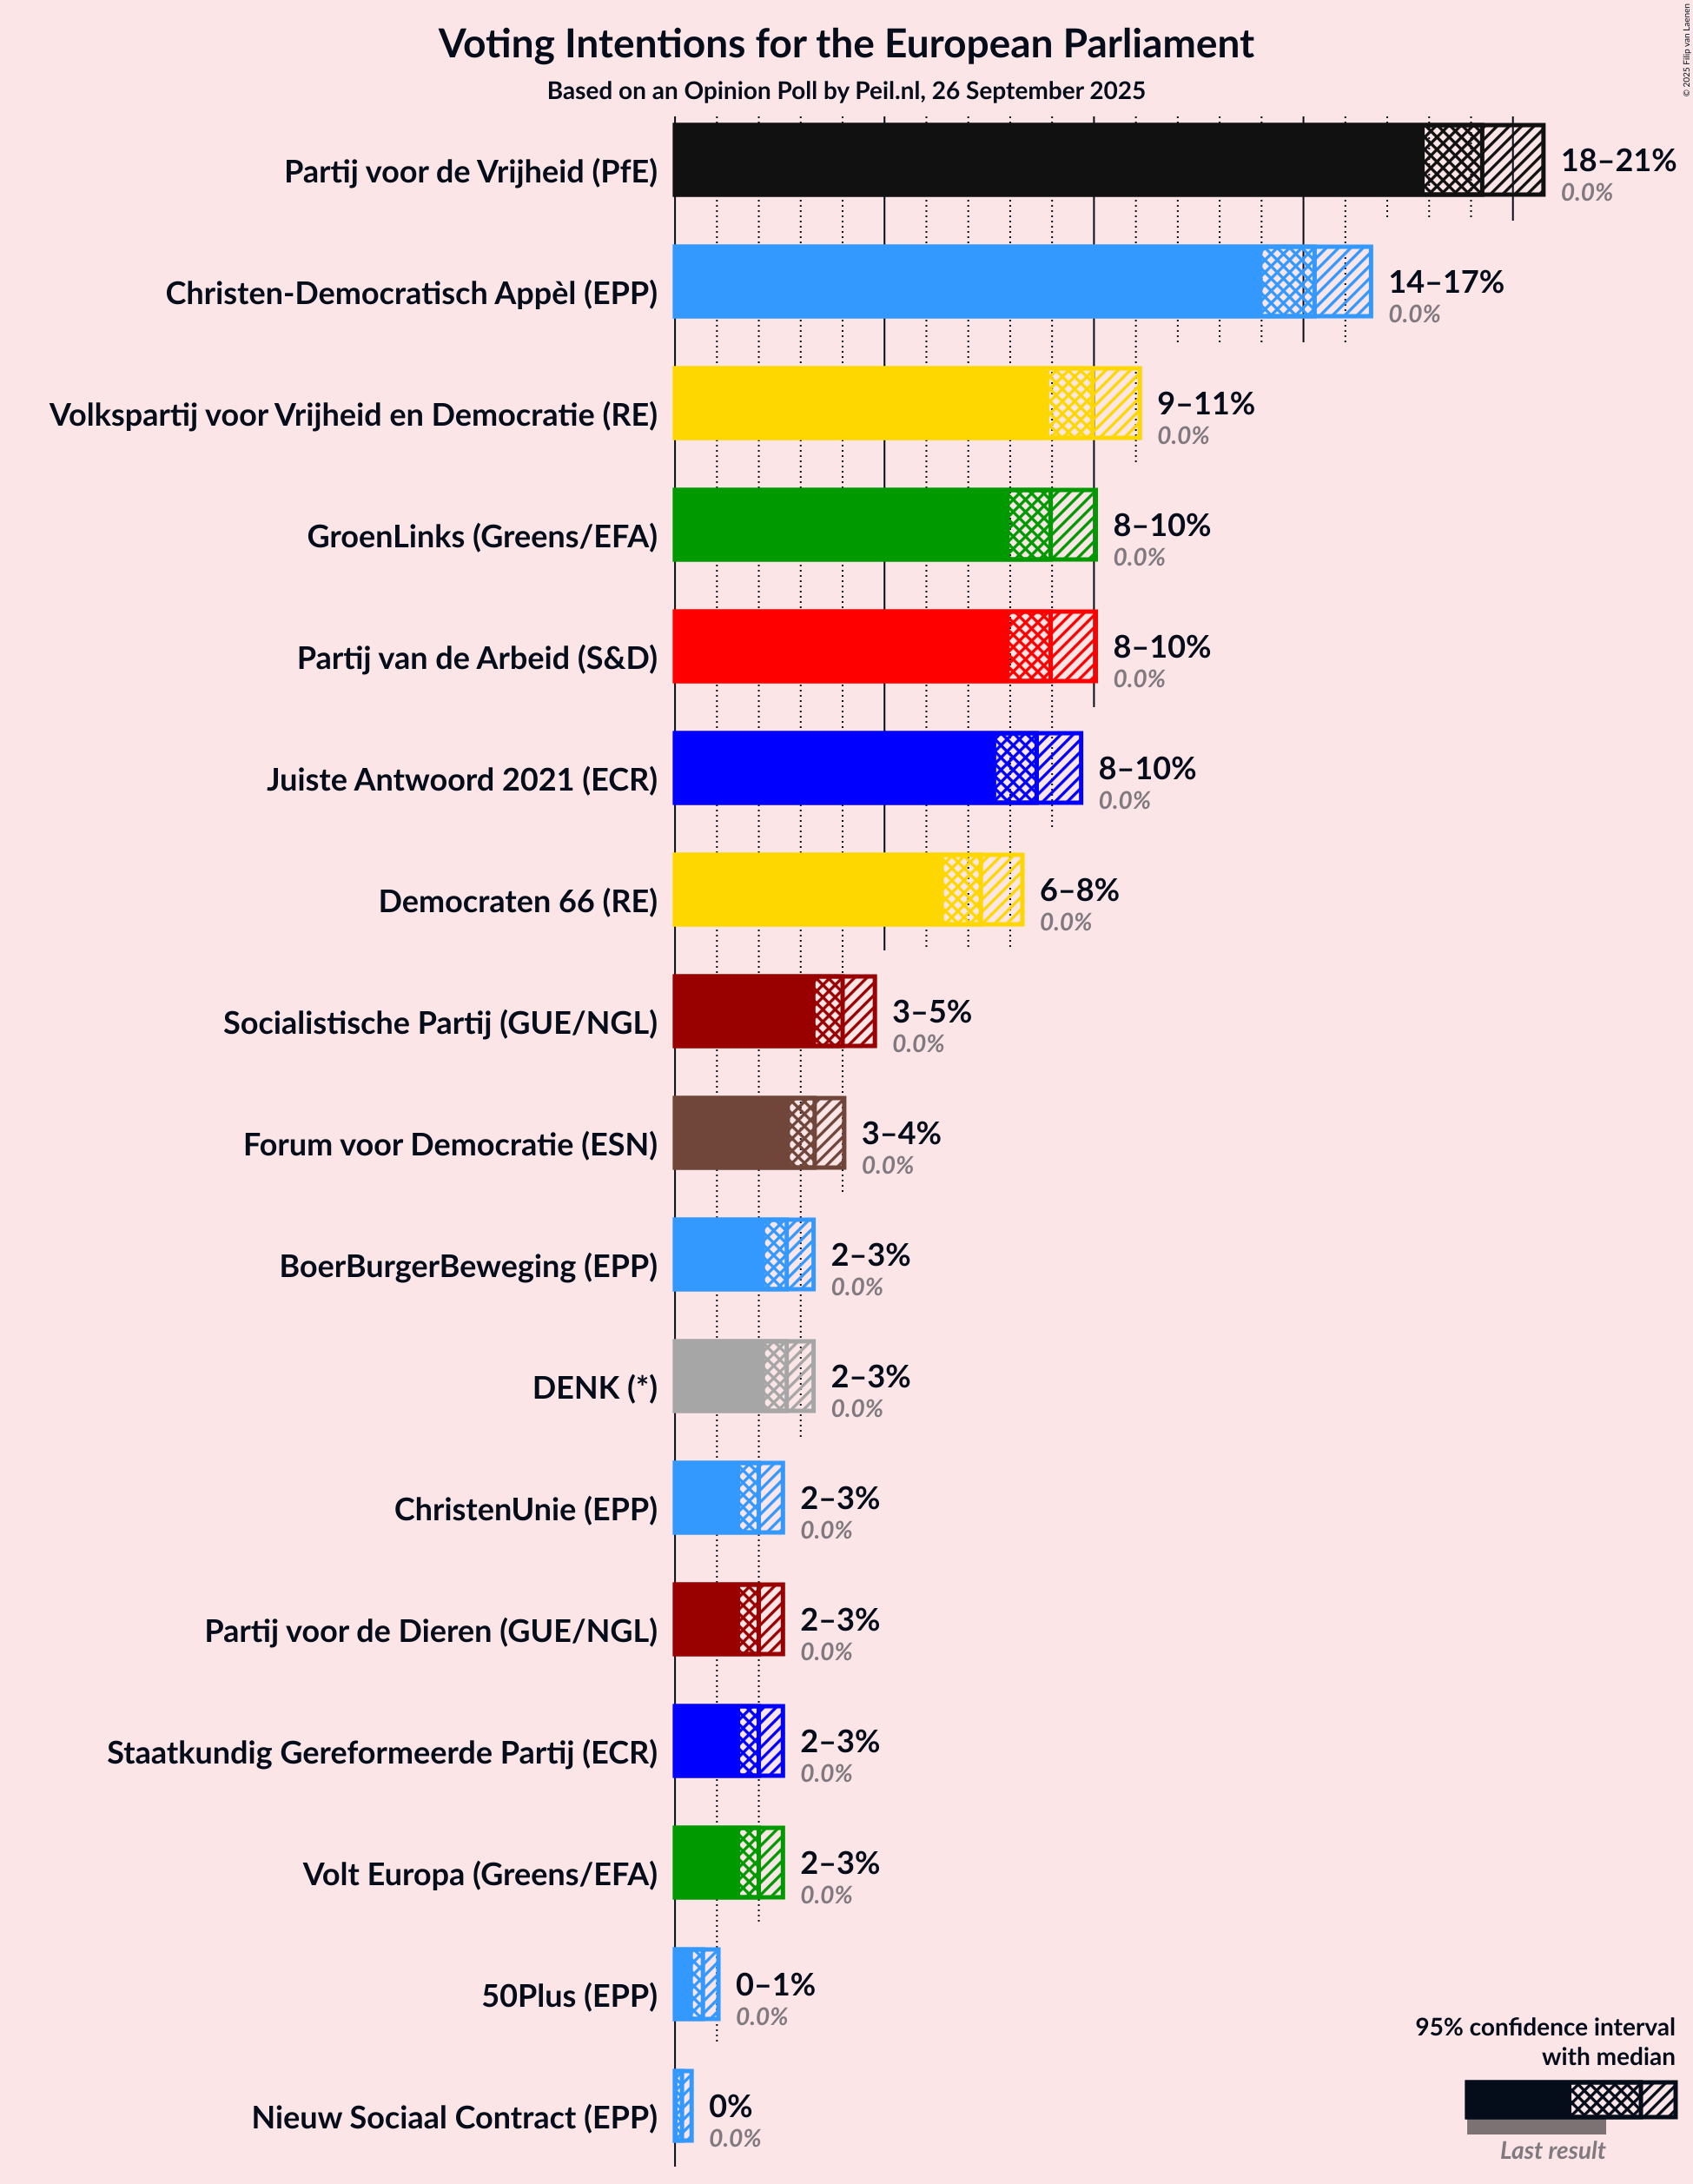 Voting Intentions for the European Parliament
Based on an Opinion Poll by Peil.nl, 26 September 2025
© 2025 Filip van Laenen
Partij voor de Vrijheid (PfE)
18–21%
0.0%
Christen-Democratisch Appèl (EPP)
14–17%
0.0%
Volkspartij voor Vrijheid en Democratie (RE)
9–11%
0.0%
GroenLinks (Greens/EFA)
8–10%
0.0%
Partij van de Arbeid (S&D)
8–10%
0.0%
Juiste Antwoord 2021 (ECR)
8–10%
0.0%
Democraten 66 (RE)
6–8%
0.0%
Socialistische Partij (GUE/NGL)
3–5%
0.0%
Forum voor Democratie (ESN)
3–4%
0.0%
BoerBurgerBeweging (EPP)
2–3%
0.0%
DENK (*)
2–3%
0.0%
ChristenUnie (EPP)
2–3%
0.0%
Partij voor de Dieren (GUE/NGL)
2–3%
0.0%
Staatkundig Gereformeerde Partij (ECR)
2–3%
0.0%
Volt Europa (Greens/EFA)
2–3%
0.0%
50Plus (EPP)
0–1%
0.0%
Nieuw Sociaal Contract (EPP)
0%
0.0%
95% confidence interval
with median
Last result